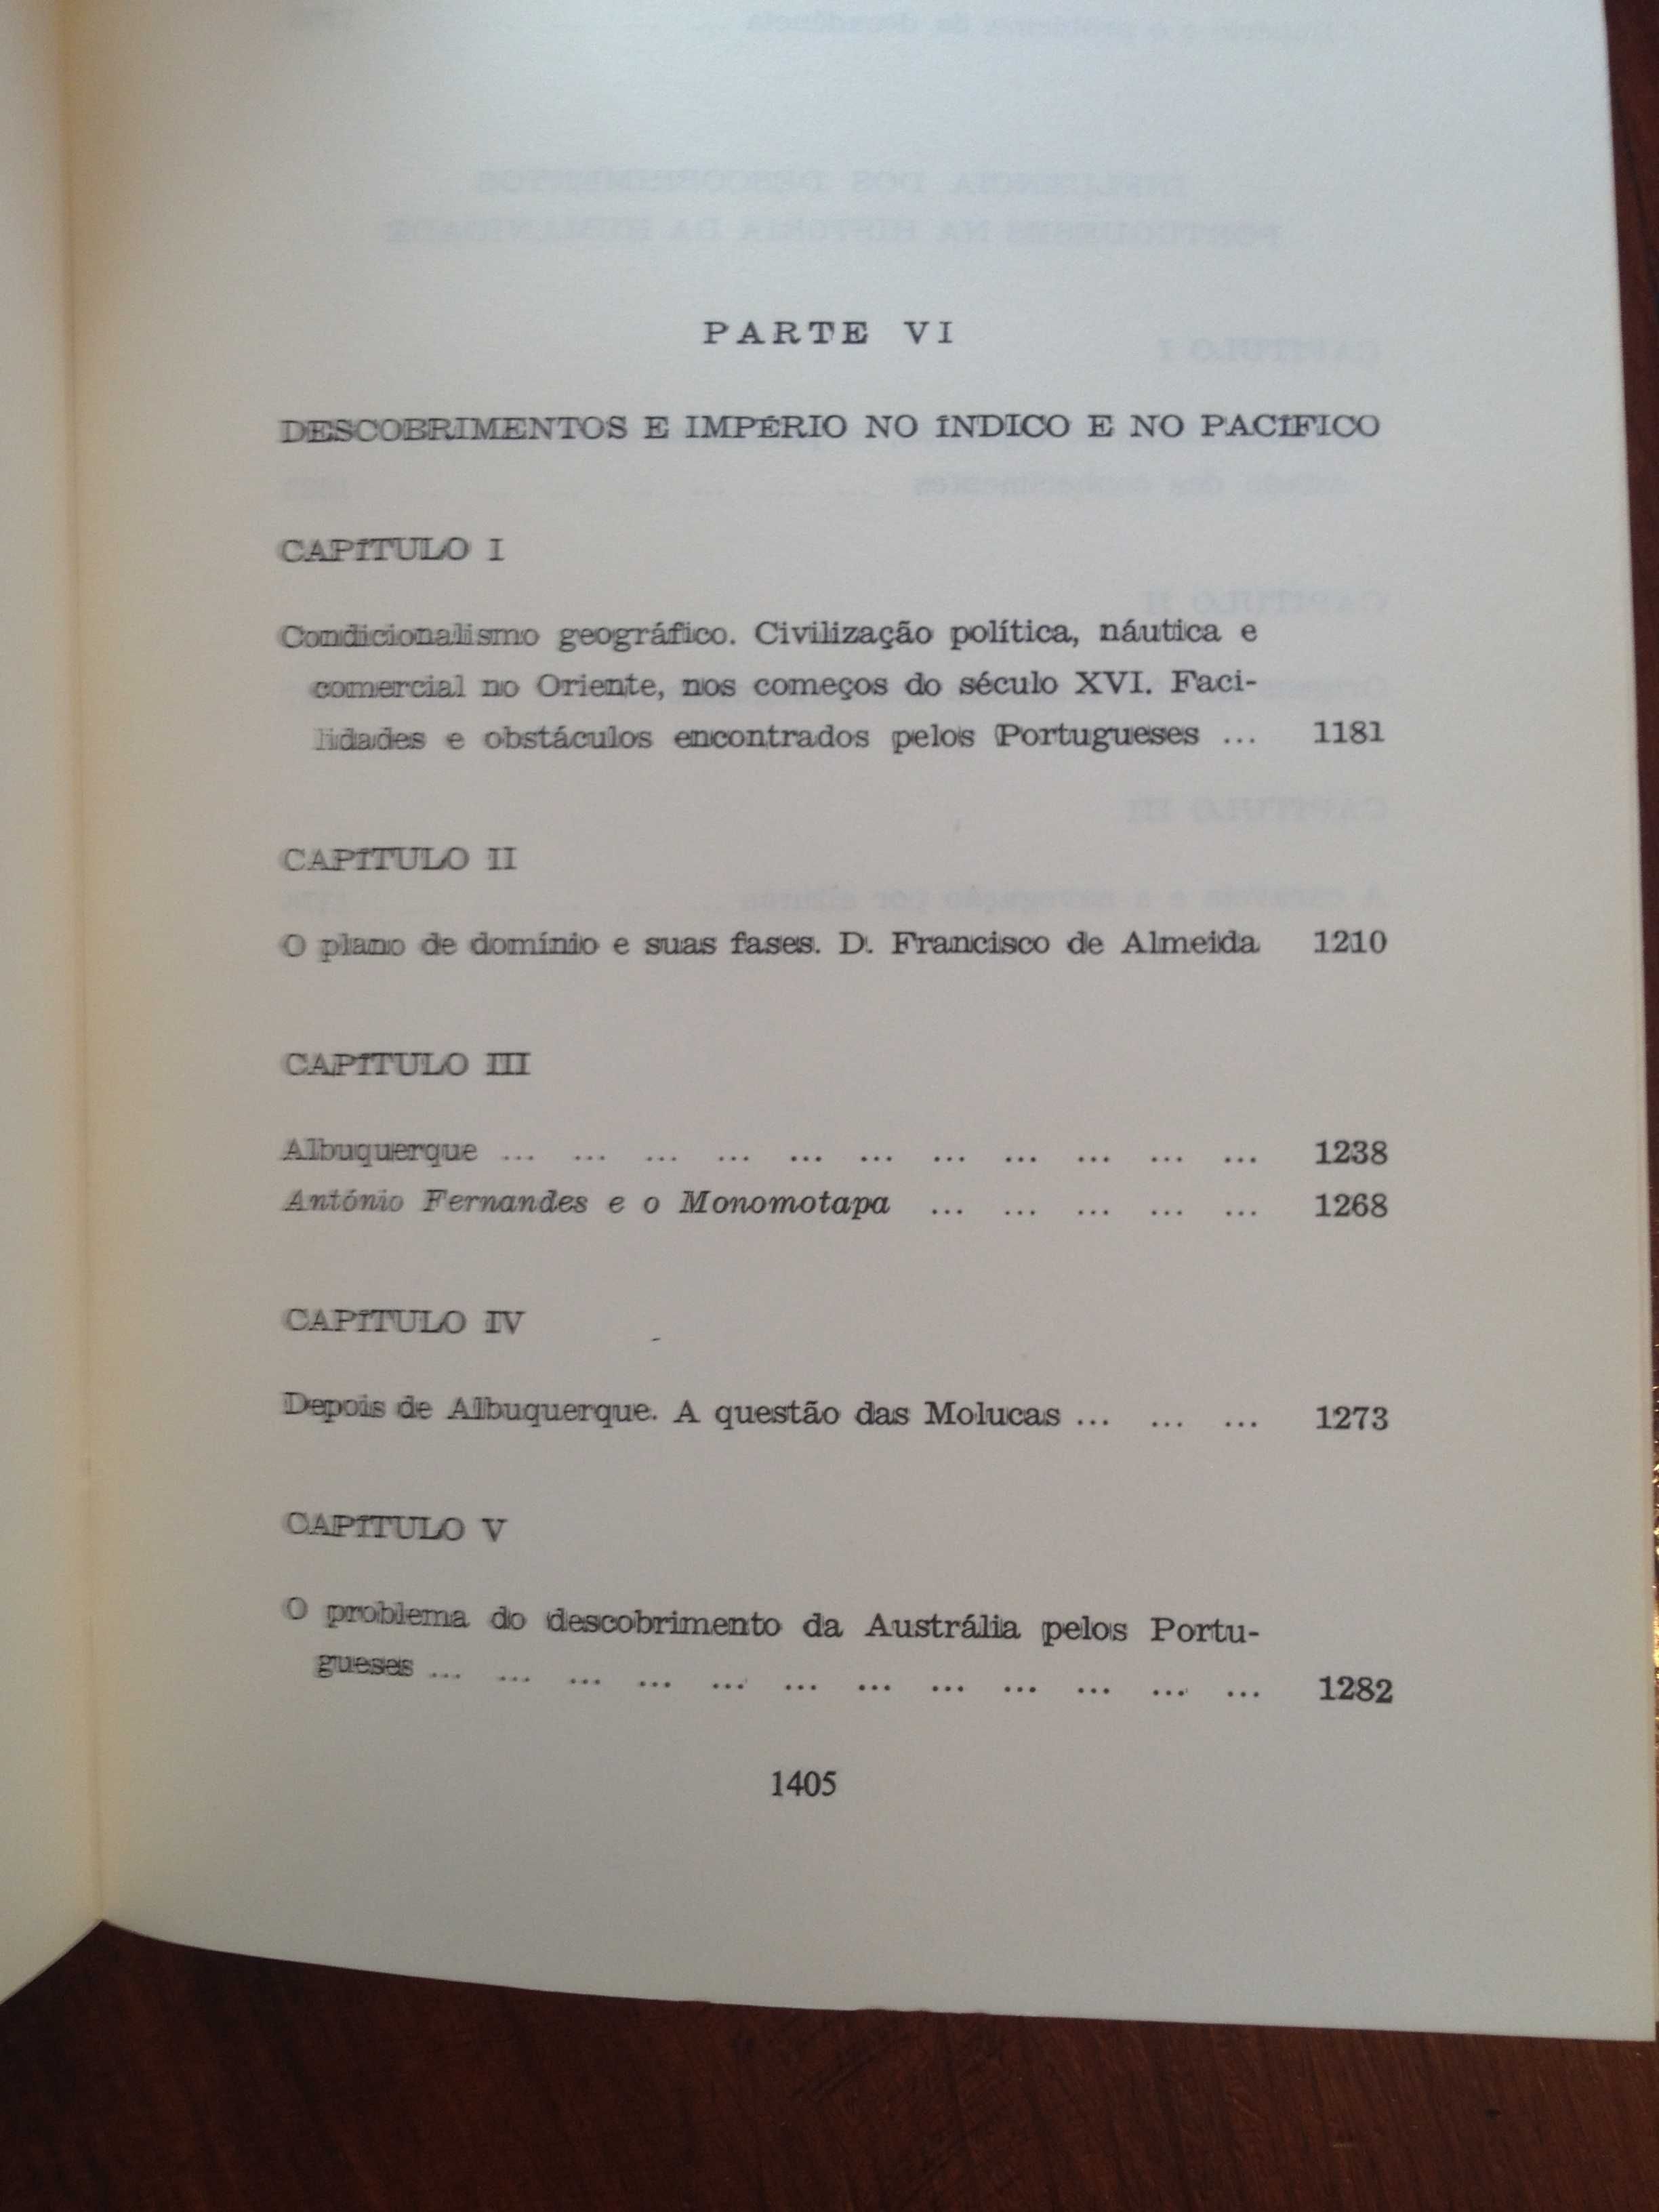 PARTE VI
DESCOBRIMENTOS E IMPÉRIO NO ÍNDICO E NO PACÍFICO
CAPÍTULO I
Condicionalismo geográfico. Civilização política, náutica e
comercial no Oriente, nos começos do século XVI. Faci-
lidades e obstáculos encontrados pelos Portugueses ... 1181
CAPÍTULO II
O plano de domínio e suas fases. D. Francisco de Almeida 1210
CAPÍTULO III
Albuquerque ... ... ... ... ... ... ... ... ... ... ... 1238
António Fernandes e o Monomotapa ... ... ... ... ... 1268
CAPÍTULO IV
Depois de Albuquerque. A questão das Molucas ... ... ... 1273
CAPÍTULO V
O problema do descobrimento da Austrália pelos Portu-
gueses ... ... ... ... ... ... ... ... ... ... ... ... 1282
1405